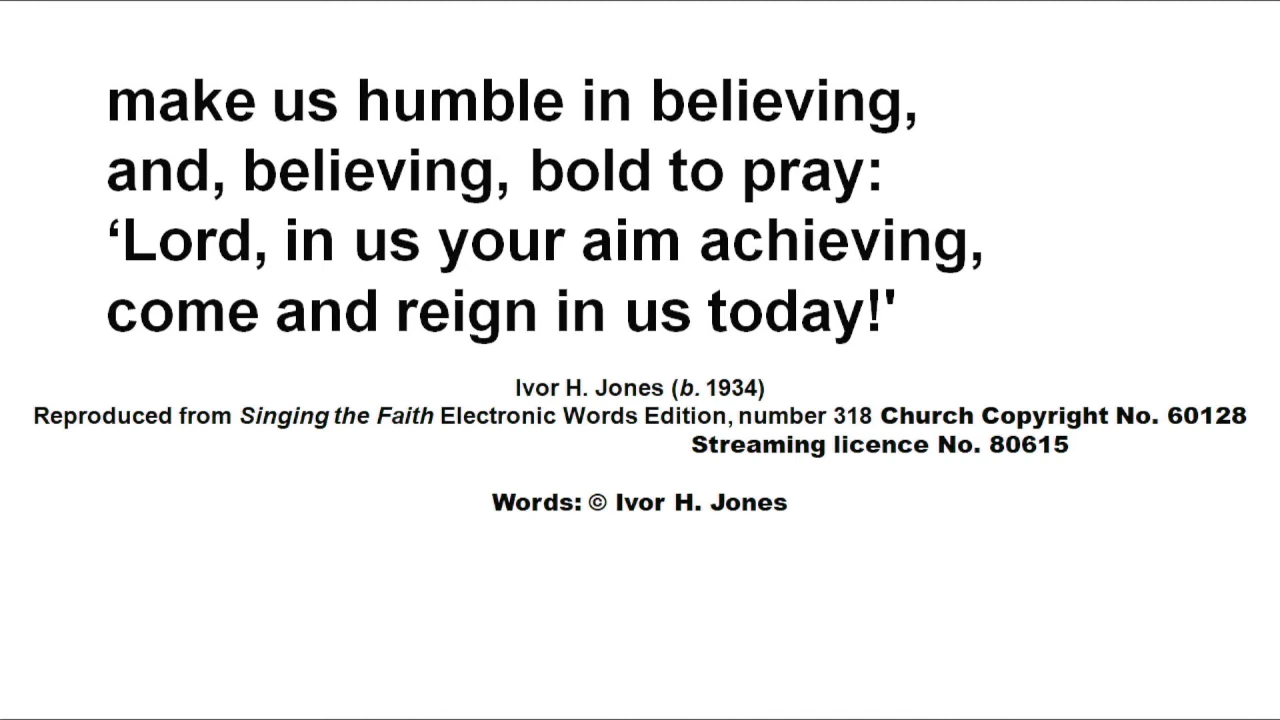 make us humble in believing,
and, believing, bold to pray:
‘Lord, in us your aim achieving,
come and reign in us today!'
Ivor H. Jones (b. 1934)
Reproduced from Singing the Faith Electronic Words Edition, number 318 Church Copyright No. 60128
Streaming licence No. 80615
Words: © Ivor H. Jones